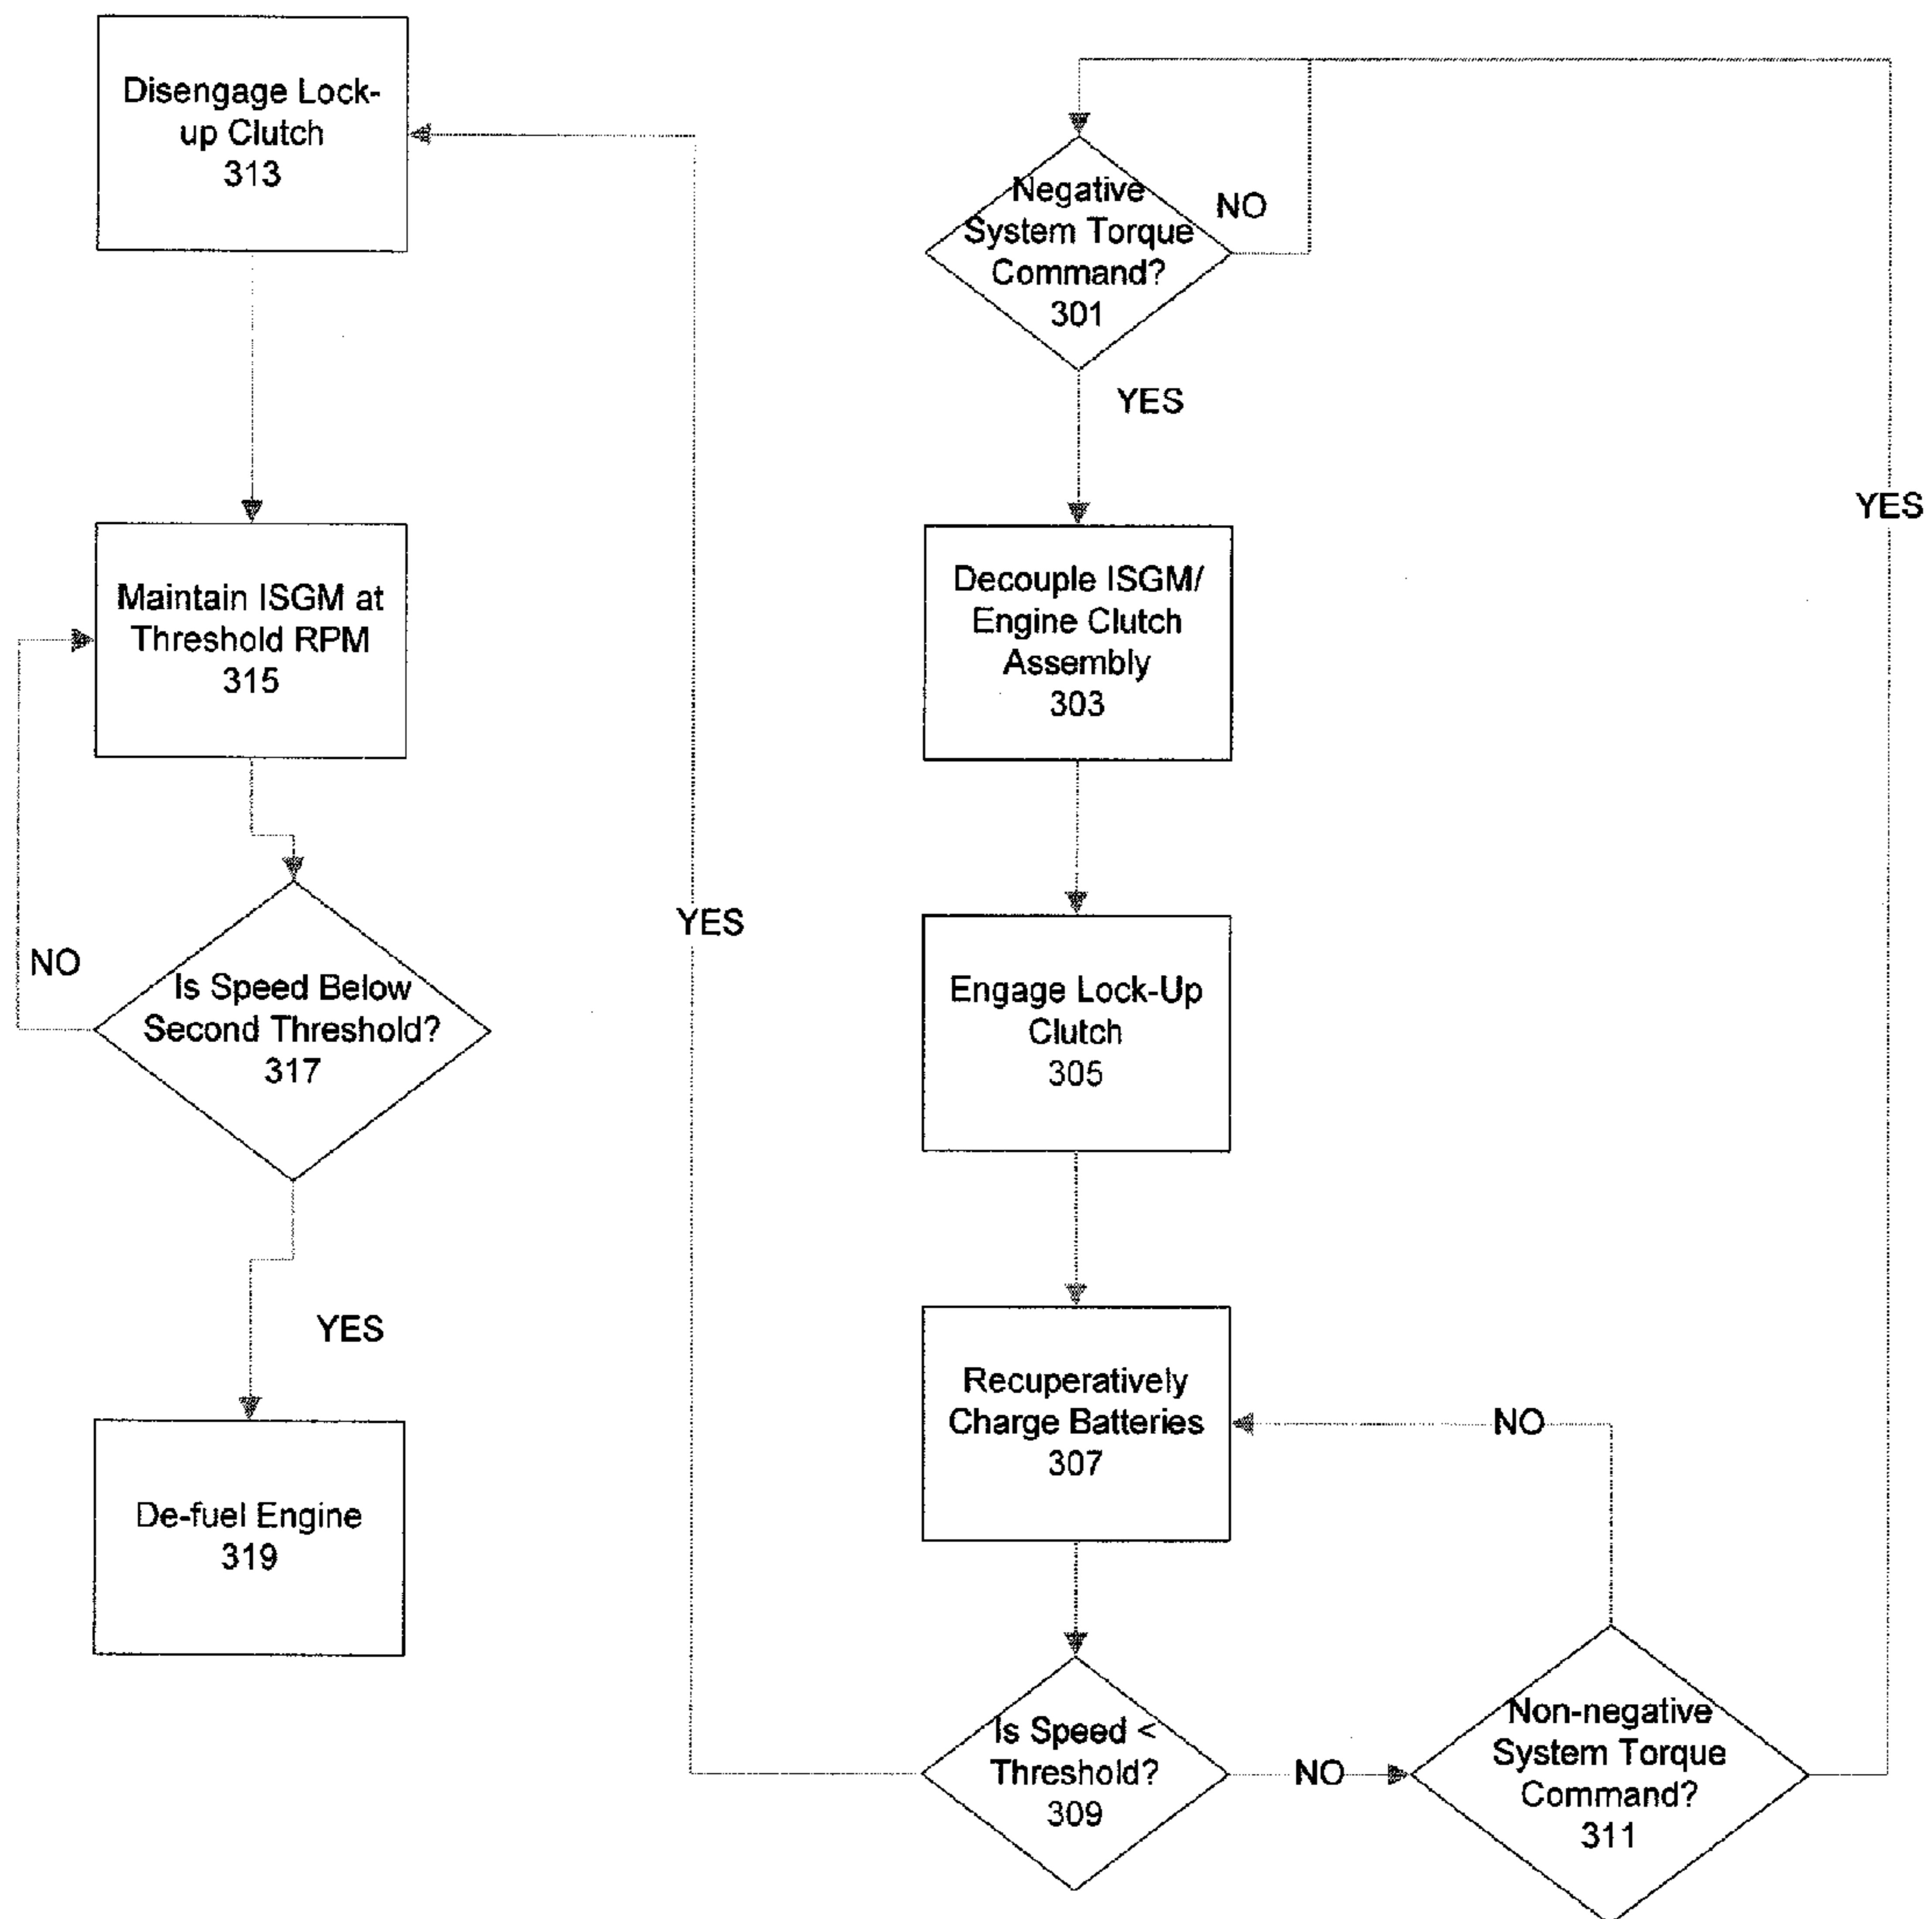 Disengage Lock-
up Clutch
313
Maintain ISGM at
Threshold RPM
315
NO
Is Speed Below
Second Threshold?
317
YES
De-fuel Engine
319
YES
Negative
System Torque
Command?
301
NO
YES
Decouple ISGM/
Engine Clutch
Assembly
303
Engage Lock-Up
Clutch
305
Recuperatively
Charge Batteries
307
NO
Is Speed <
Threshold?
309
NO
Non-negative
System Torque
Command?
311
YES